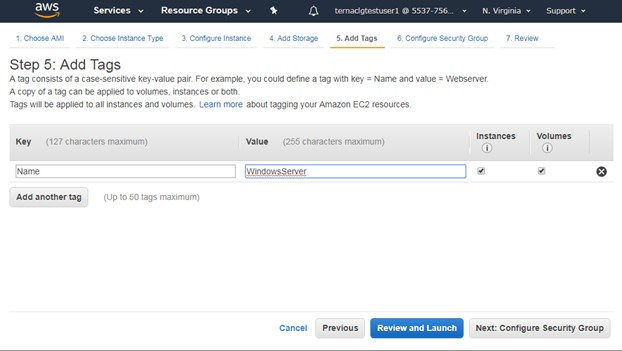 aws Services Resource Groups ternaclgtestuser1 @ 5537-756... N. Virginia Support
1. Choose AMI 2. Choose Instance Type 3. Configure Instance 4. Add Storage 5. Add Tags 6. Configure Security Group 7. Review
Step 5: Add Tags
A tag consists of a case-sensitive key-value pair. For example, you could define a tag with key = Name and value = Webserver.
A copy of a tag can be applied to volumes, instances or both.
Tags will be applied to all instances and volumes. Learn more about tagging your Amazon EC2 resources.
Key (127 characters maximum) Value (255 characters maximum) Instances Volumes
Name WindowsServer
Add another tag (Up to 50 tags maximum)
Cancel Previous Review and Launch Next: Configure Security Group